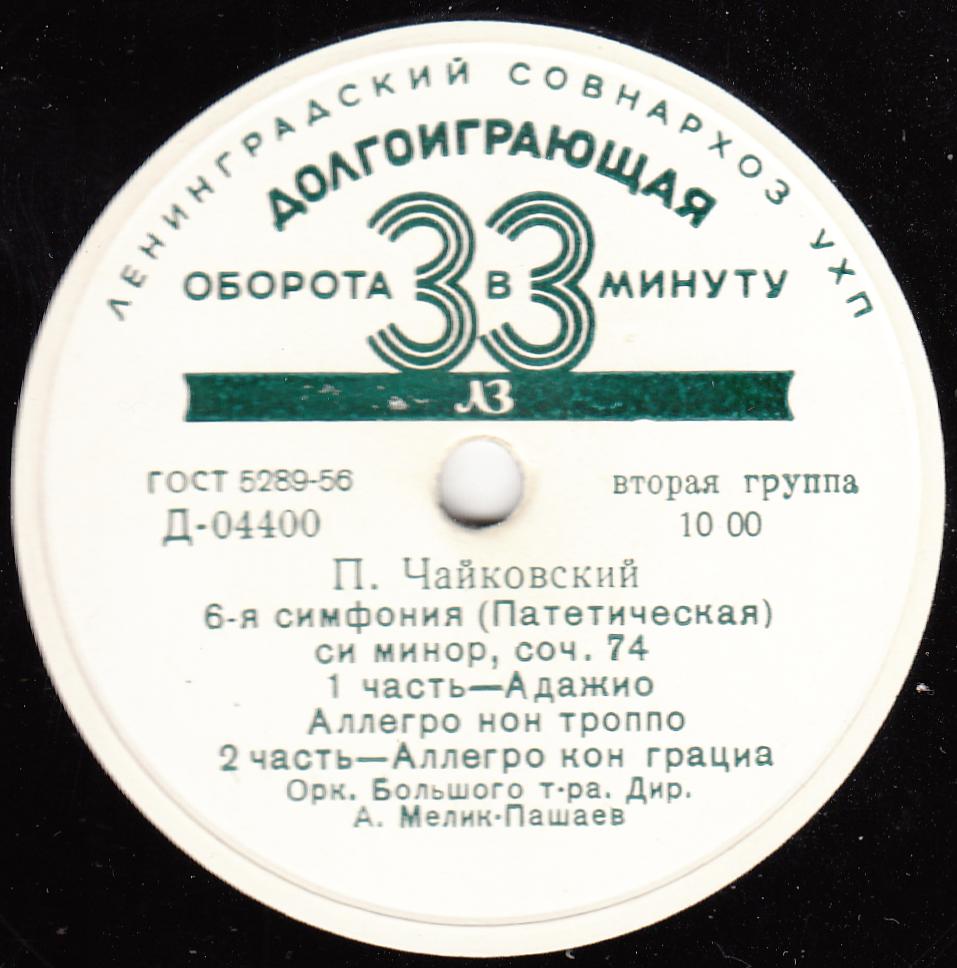 ЛЕНИНГРАДСКИЙ СОВНАРХОЗ УХП
ДОЛГОИГРАЮЩАЯ
33
ОБОРОТА В МИНУТУ
ЛЗ
ГОСТ 5289-56
вторая группа
Д-04400
10 00
П. Чайковский
6-я симфония (Патетическая)
си минор, соч. 74
1 часть—Адажио
Аллегро нон троппо
2 часть—Аллегро кон грациа
Орк. Большого т-ра. Дир.
А. Мелик-Пашаев